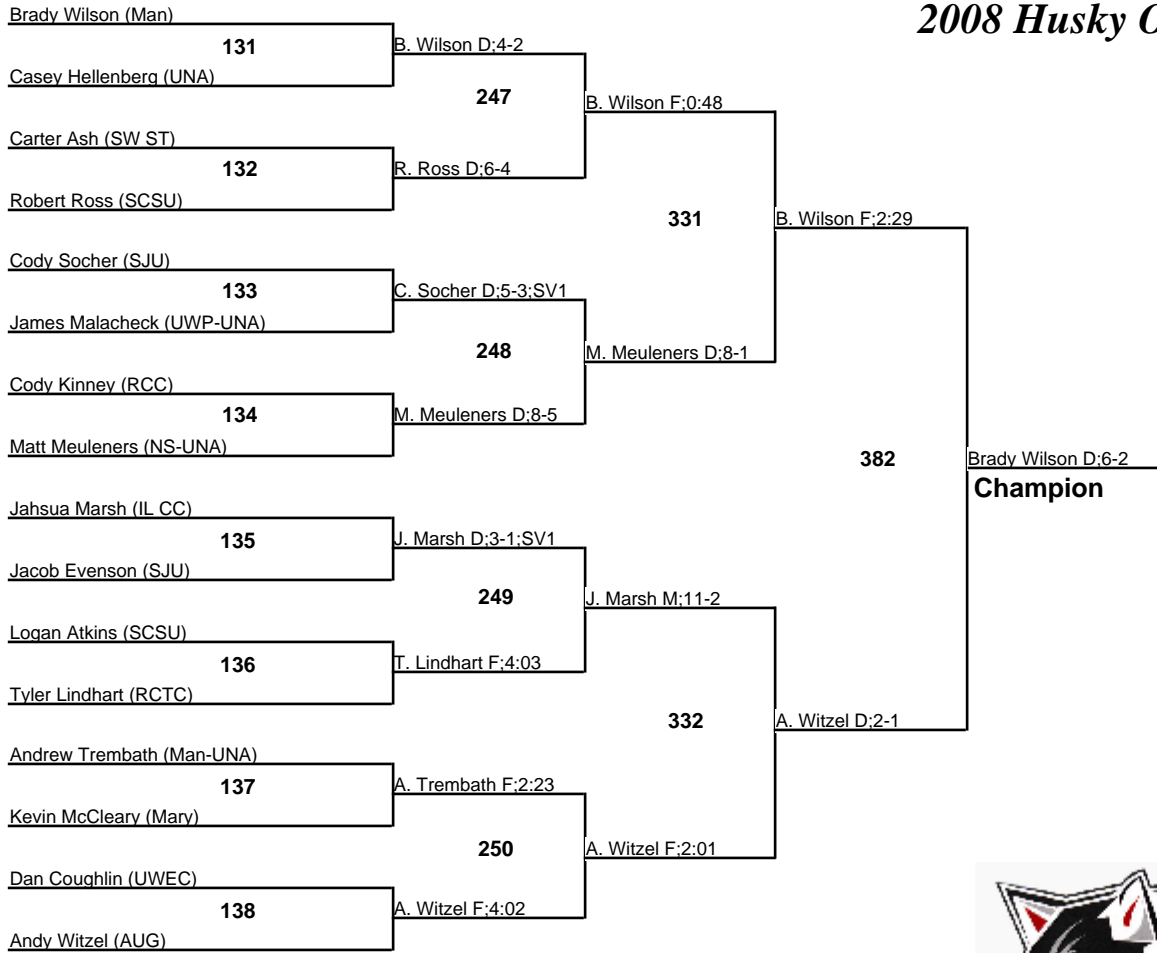 2008 Husky O
Brady Wilson (Man)
131
Casey Hellenberg (UNA)
B. Wilson D;4-2
247
Carter Ash (SW ST)
132
Robert Ross (SCSU)
R. Ross D;6-4
B. Wilson F;0:48
331
Cody Socher (SJU)
133
James Malacheck (UWP-UNA)
C. Socher D;5-3;SV1
248
Cody Kinney (RCC)
134
Matt Meuleners (NS-UNA)
M. Meuleners D;8-5
M. Meuleners D;8-1
B. Wilson F;2:29
382
Brady Wilson D;6-2
Champion
Jahsua Marsh (IL CC)
135
Jacob Evenson (SJU)
J. Marsh D;3-1;SV1
249
Logan Atkins (SCSU)
136
Tyler Lindhart (RCTC)
T. Lindhart F;4:03
J. Marsh M;11-2
332
Andrew Trembath (Man-UNA)
137
Kevin McCleary (Mary)
A. Trembath F;2:23
250
Dan Coughlin (UWEC)
138
Andy Witzel (AUG)
A. Witzel F;4:02
A. Witzel F;2:01
A. Witzel D;2-1